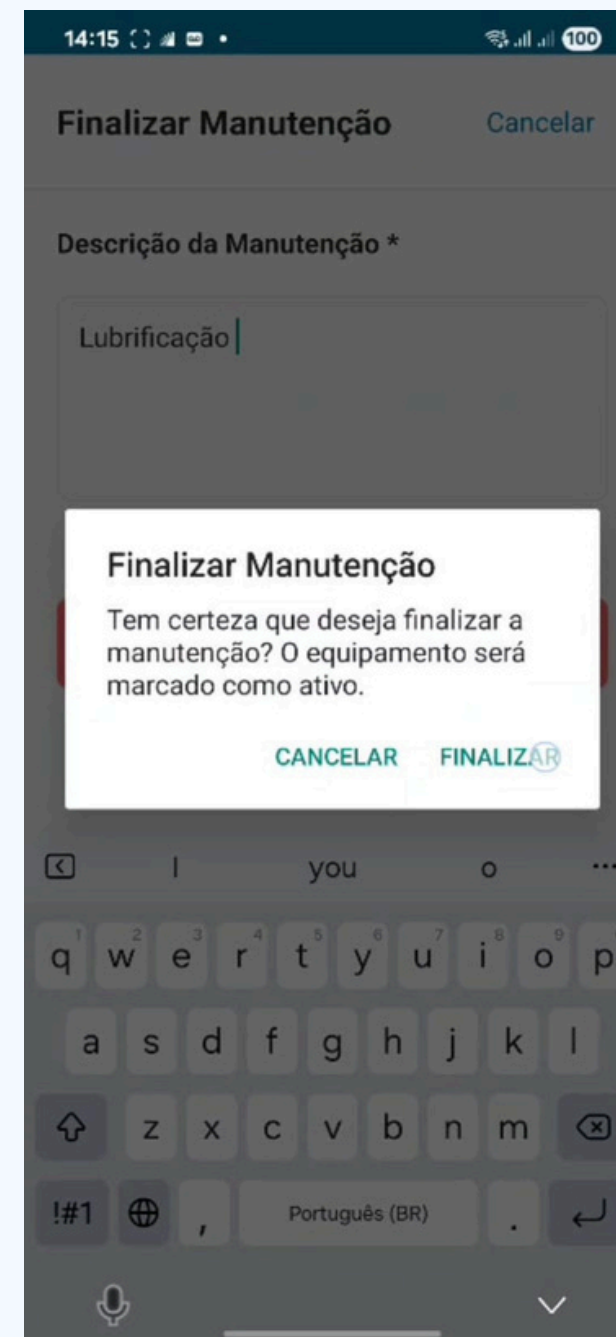 14:15 100
Finalizar Manutenção Cancelar
Descrição da Manutenção *
Lubrificação
Finalizar Manutenção
Tem certeza que deseja finalizar a
manutenção? O equipamento será
marcado como ativo.
CANCELAR FINALIZAR
I you o ...
1 2 3 4 5 6 7 8 9
q w e r t y u i o p
a s d f g h j k l
z x c v b n m
!#1 , Português (BR) .